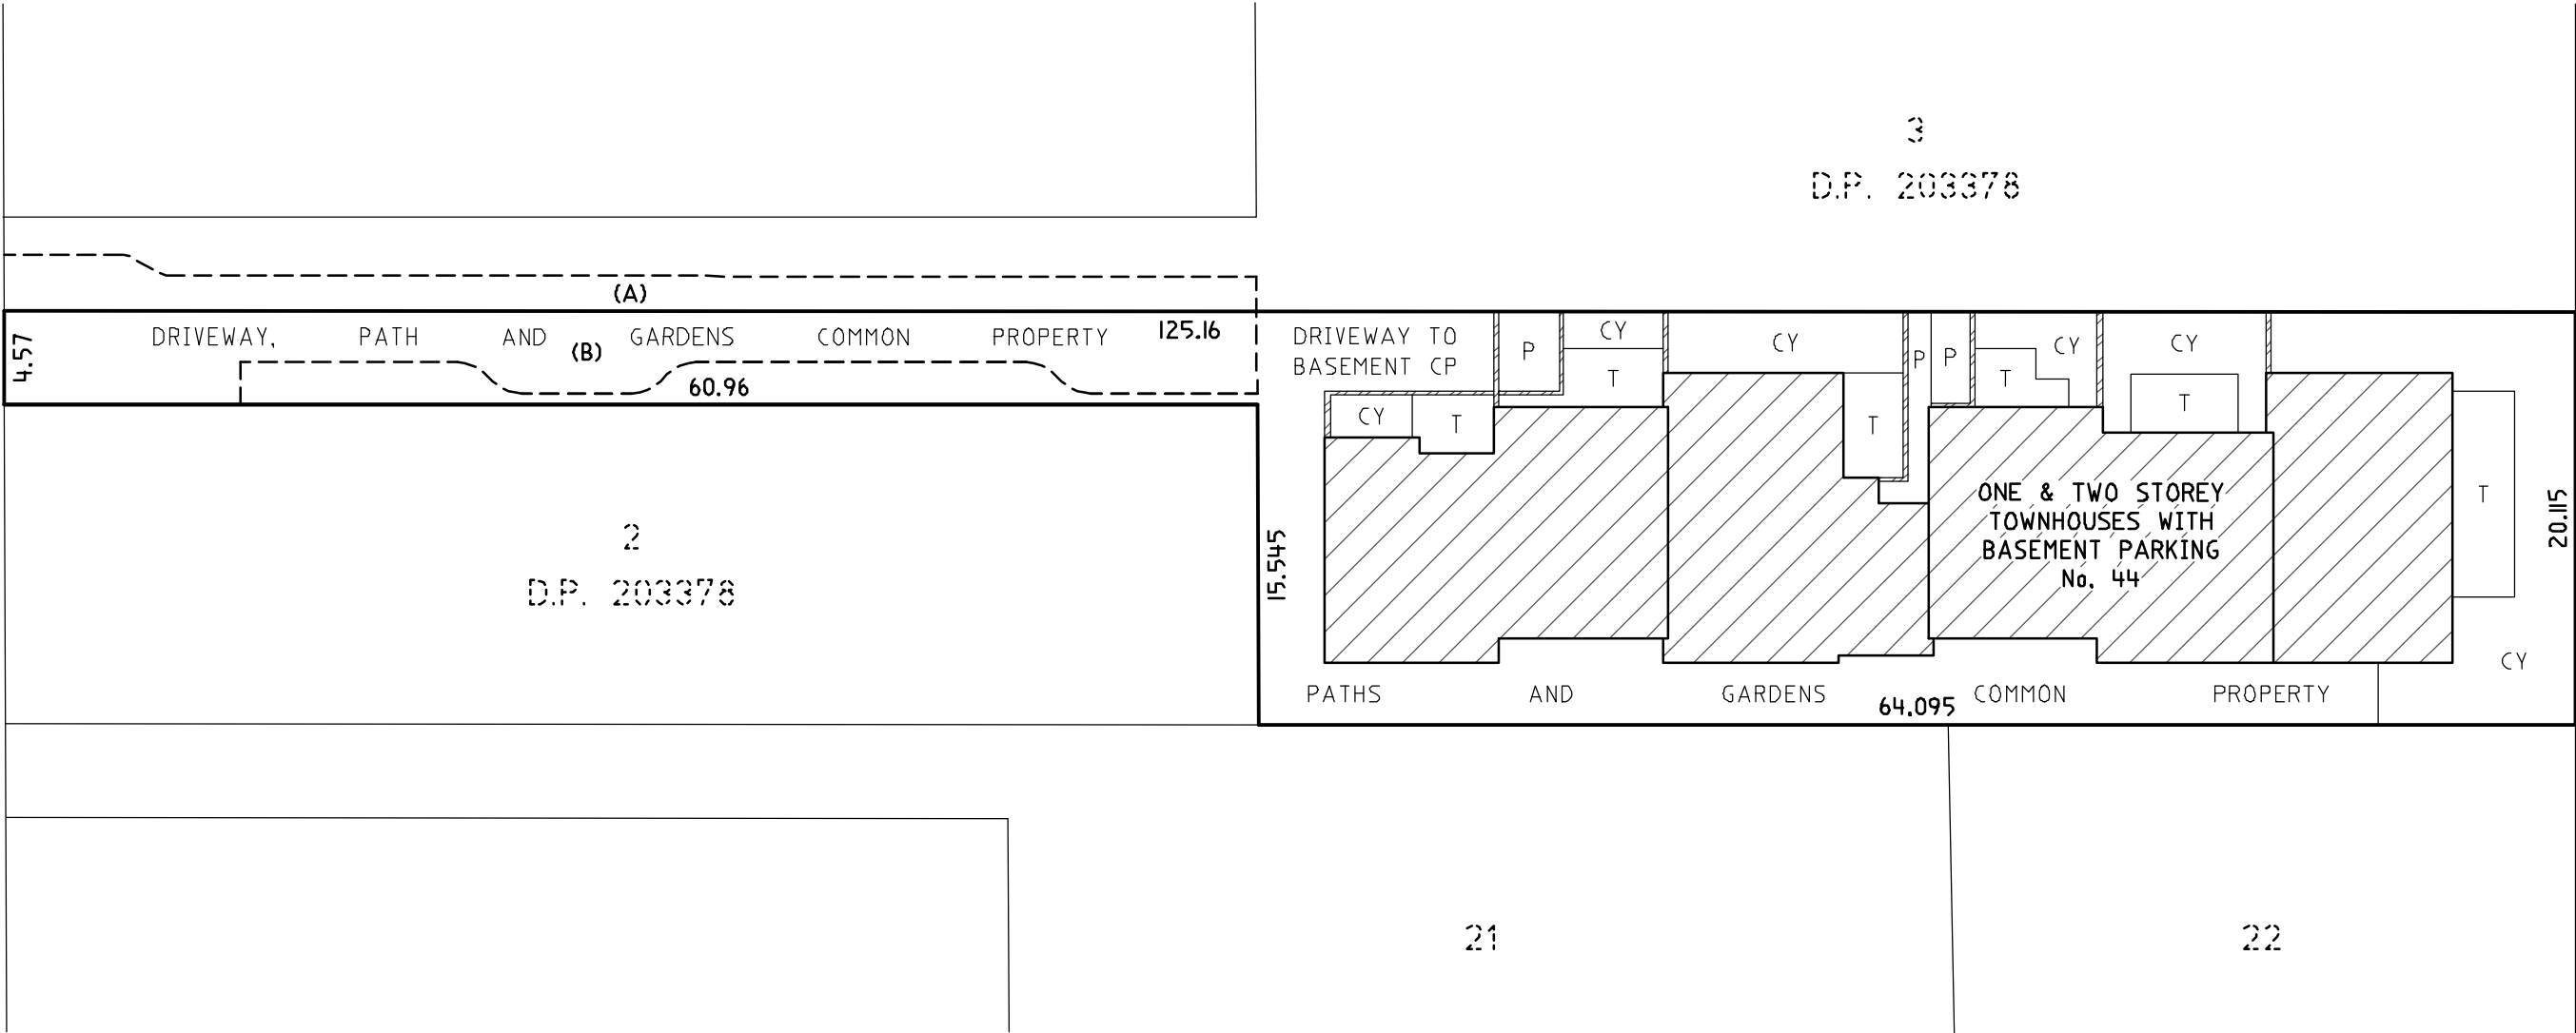 3
D.P. 203378
(A)
DRIVEWAY, PATH AND GARDENS COMMON PROPERTY
125.16
(B)
4.57
60.96
DRIVEWAY TO
BASEMENT CP
P
CY
T
CY
P
P
CY
T
CY
T
CY
T
T
T
2
D.P. 203378
15.545
ONE & TWO STOREY
TOWNHOUSES WITH
BASEMENT PARKING
No. 44
20.115
CY
PATHS AND GARDENS COMMON PROPERTY
64.095
21
22